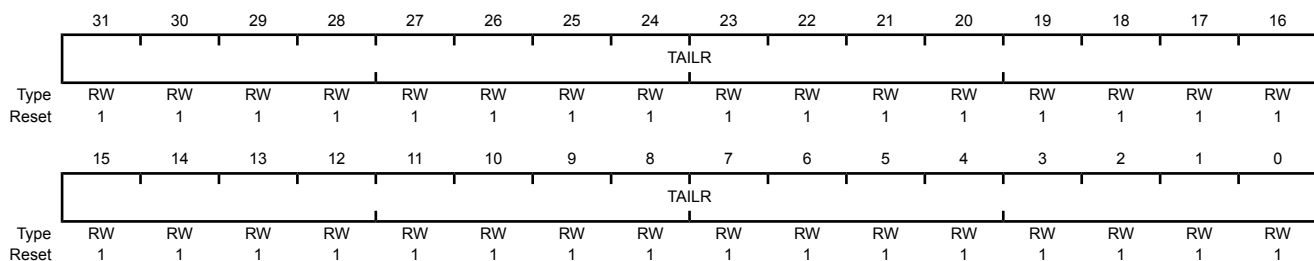 31 30 29 28 27 26 25 24 23 22 21 20 19 18 17 16
TAILR
Type RW RW RW RW RW RW RW RW RW RW RW RW RW RW RW RW
Reset 1 1 1 1 1 1 1 1 1 1 1 1 1 1 1 1
15 14 13 12 11 10 9 8 7 6 5 4 3 2 1 0
TAILR
Type RW RW RW RW RW RW RW RW RW RW RW RW RW RW RW RW
Reset 1 1 1 1 1 1 1 1 1 1 1 1 1 1 1 1